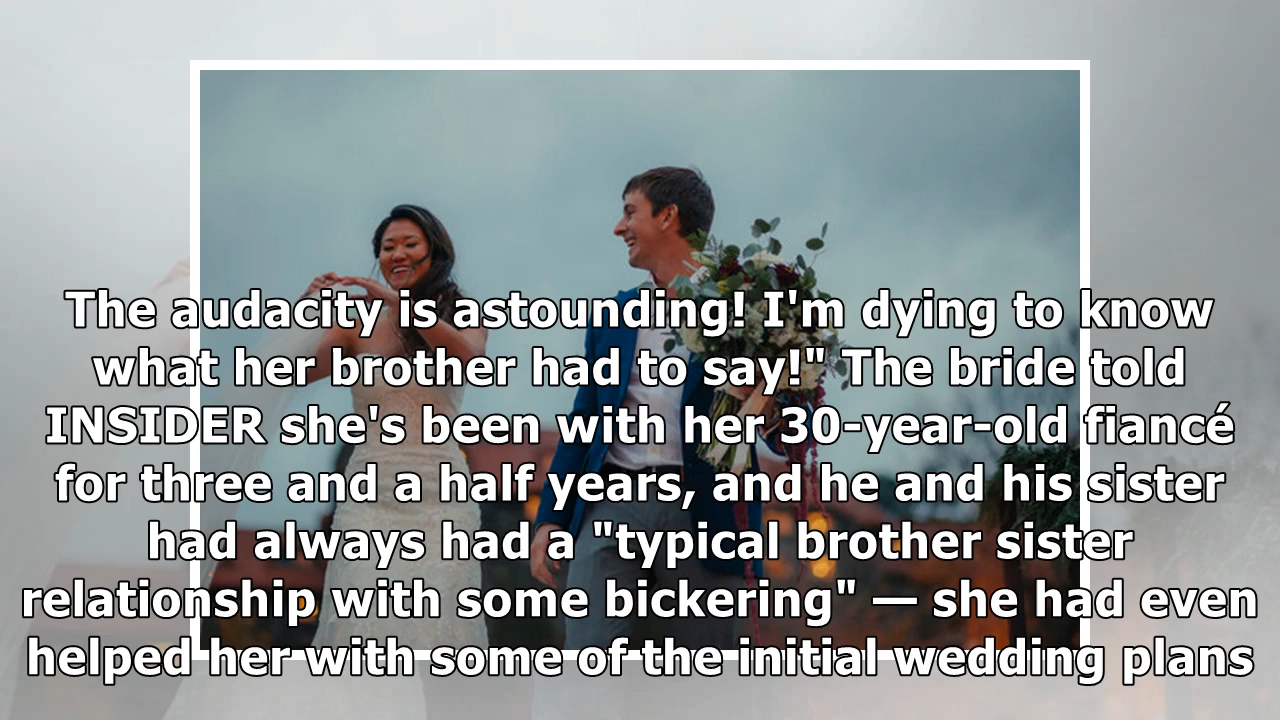 The audacity is astounding! I'm dying to know
what her brother had to say!" The bride told
INSIDER she's been with her 30-year-old fiancé
for three and a half years, and he and his sister
had always had a "typical brother sister
relationship with some bickering" — she had even
helped her with some of the initial wedding plans